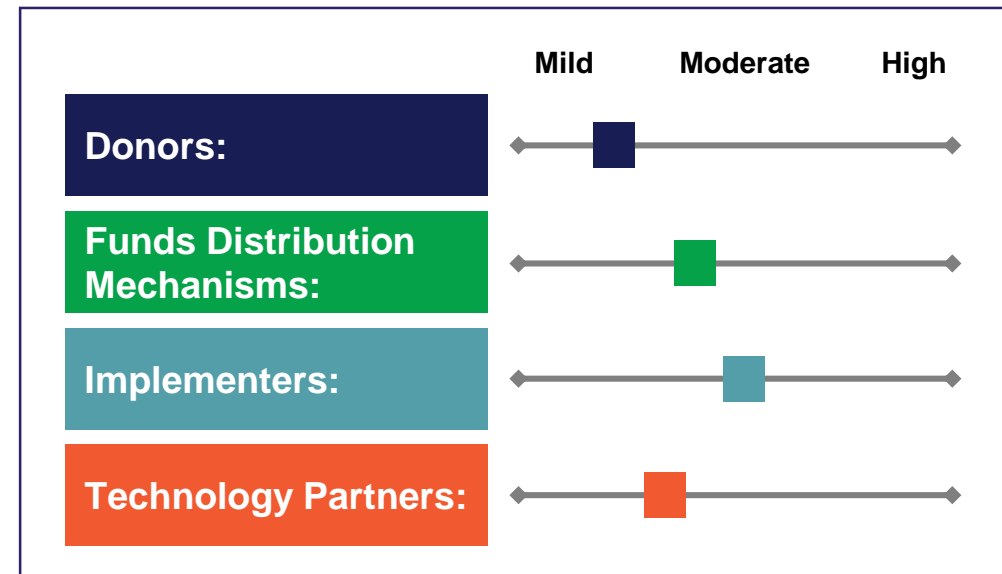 Mild Moderate High
Donors:
Funds Distribution
Mechanisms:
Implementers:
Technology Partners: